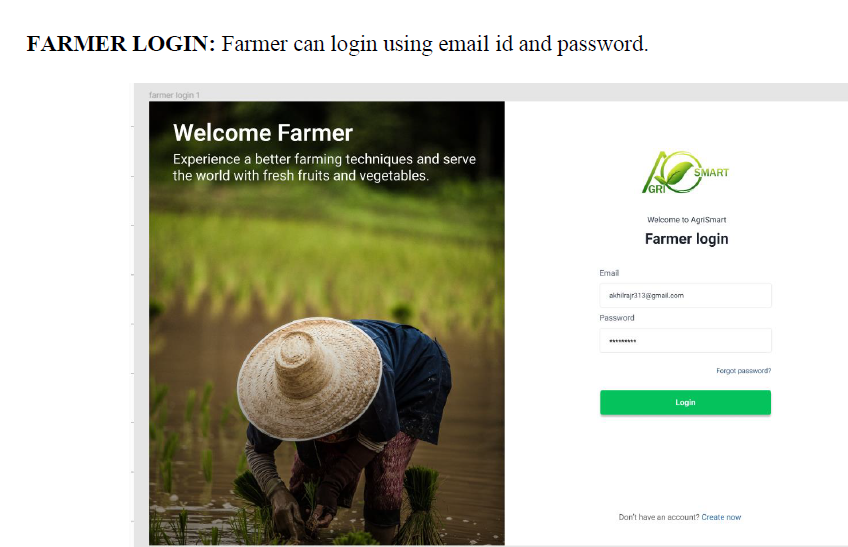 FARMER LOGIN: Farmer can login using email id and password.
farmer login 1
Welcome Farmer
Experience a better farming techniques and serve
the world with fresh fruits and vegetables.
AGRI SMART
Welcome to AgriSmart
Farmer login
Email
akhilrajr313@gmail.com
Password
*********
Forgot password?
Login
Don't have an account? Create now